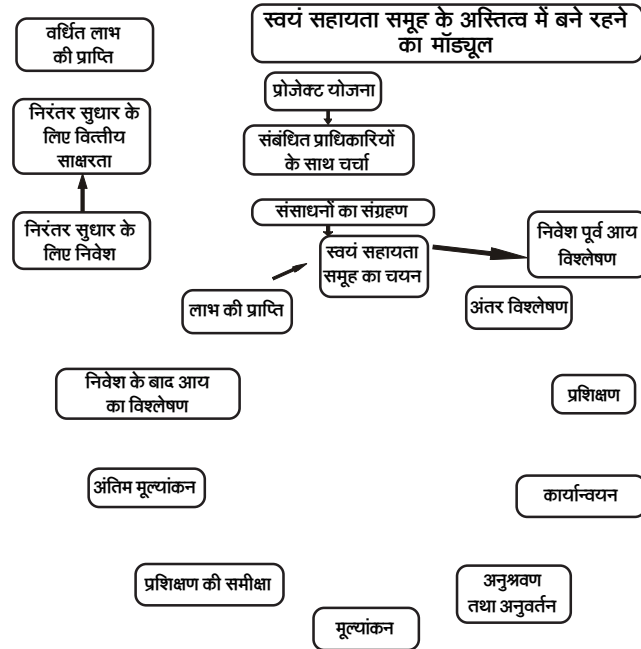 स्वयं सहायता समूह के अस्तित्व में बने रहने
का मॉड्यूल
वर्धित लाभ
की प्राप्ति
निरंतर सुधार के
लिए वित्तीय
साक्षरता
निरंतर सुधार के
लिए निवेश
प्रोजेक्ट योजना
संबंधित प्राधिकारियों
के साथ चर्चा
संसाधनों का संग्रहण
स्वयं सहायता
समूह का चयन
निवेश पूर्व आय
विश्लेषण
अंतर विश्लेषण
प्रशिक्षण
कार्यान्वयन
अनुश्रवण
तथा अनुवर्तन
मूल्यांकन
प्रशिक्षण की समीक्षा
अंतिम मूल्यांकन
निवेश के बाद आय
का विश्लेषण
लाभ की प्राप्ति